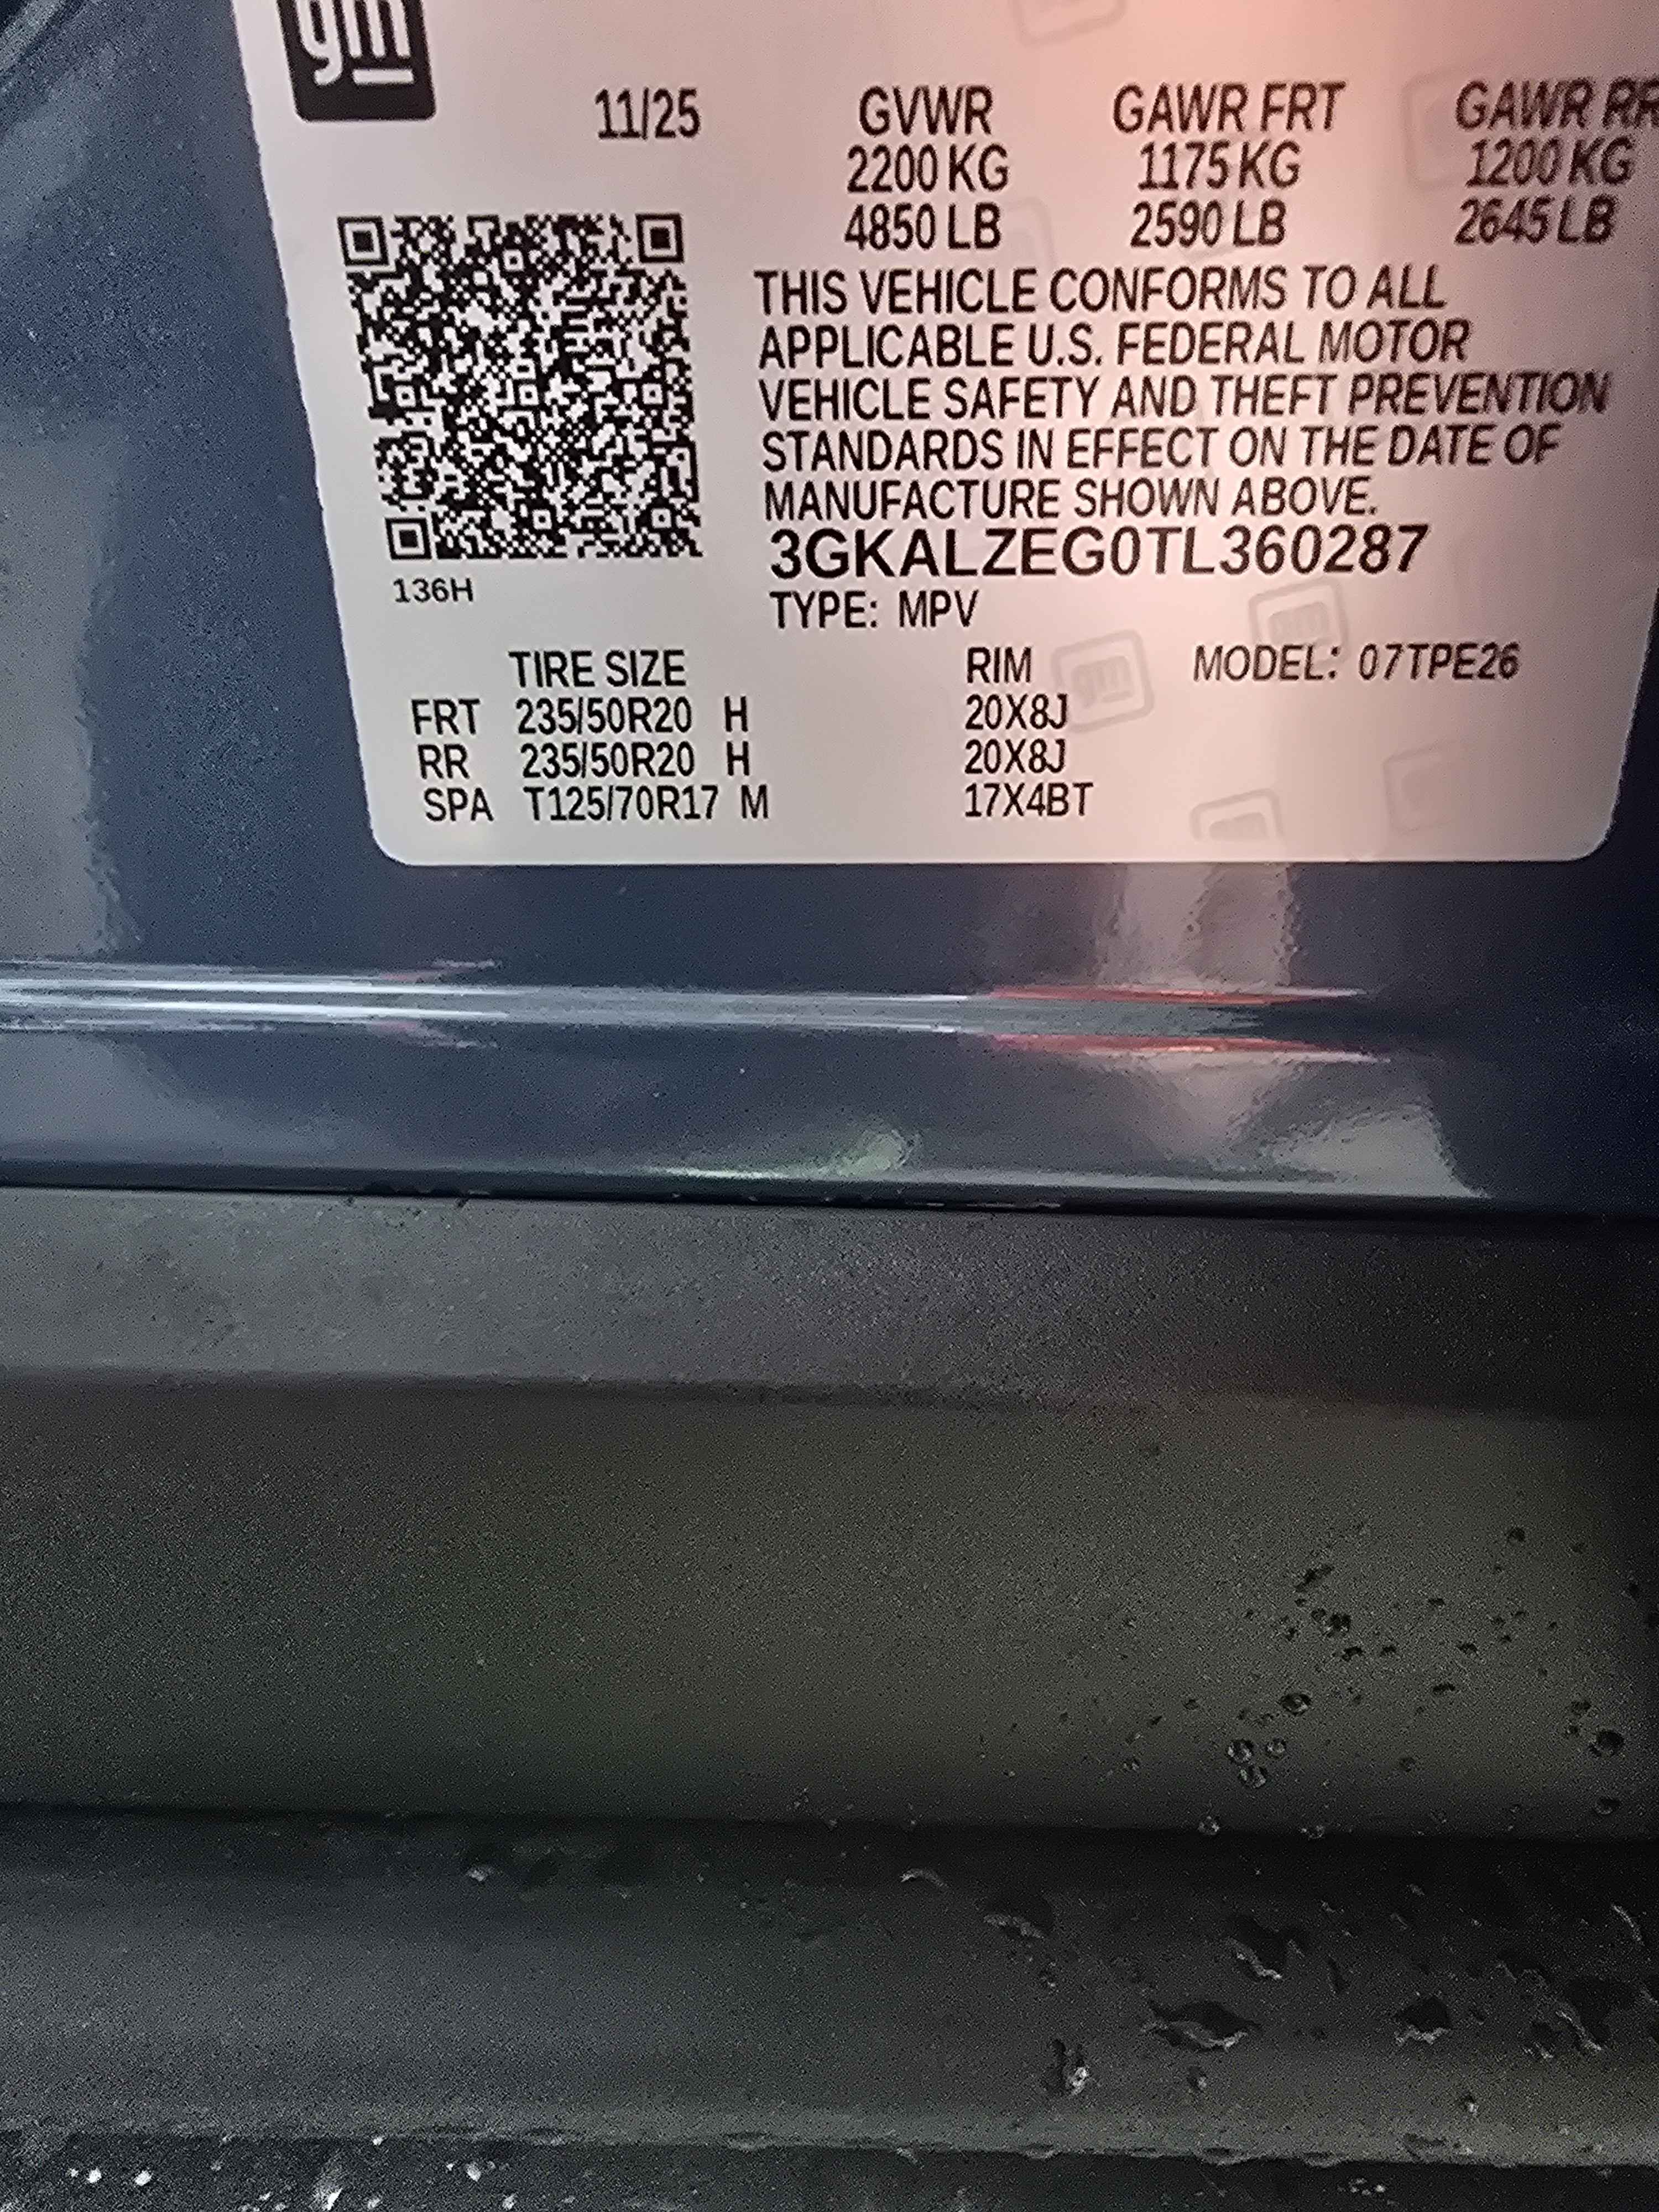 gm
11/25 GVWR GAWR FRT GAWR RR
2200 KG 1175 KG 1200 KG
4850 LB 2590 LB 2645 LB
THIS VEHICLE CONFORMS TO ALL
APPLICABLE U.S. FEDERAL MOTOR
VEHICLE SAFETY AND THEFT PREVENTION
STANDARDS IN EFFECT ON THE DATE OF
MANUFACTURE SHOWN ABOVE.
3GKALZEG0TL360287
136H
TYPE: MPV
TIRE SIZE RIM MODEL: 07TPE26
FRT 235/50R20 H 20X8J
RR 235/50R20 H 20X8J
SPA T125/70R17 M 17X4BT